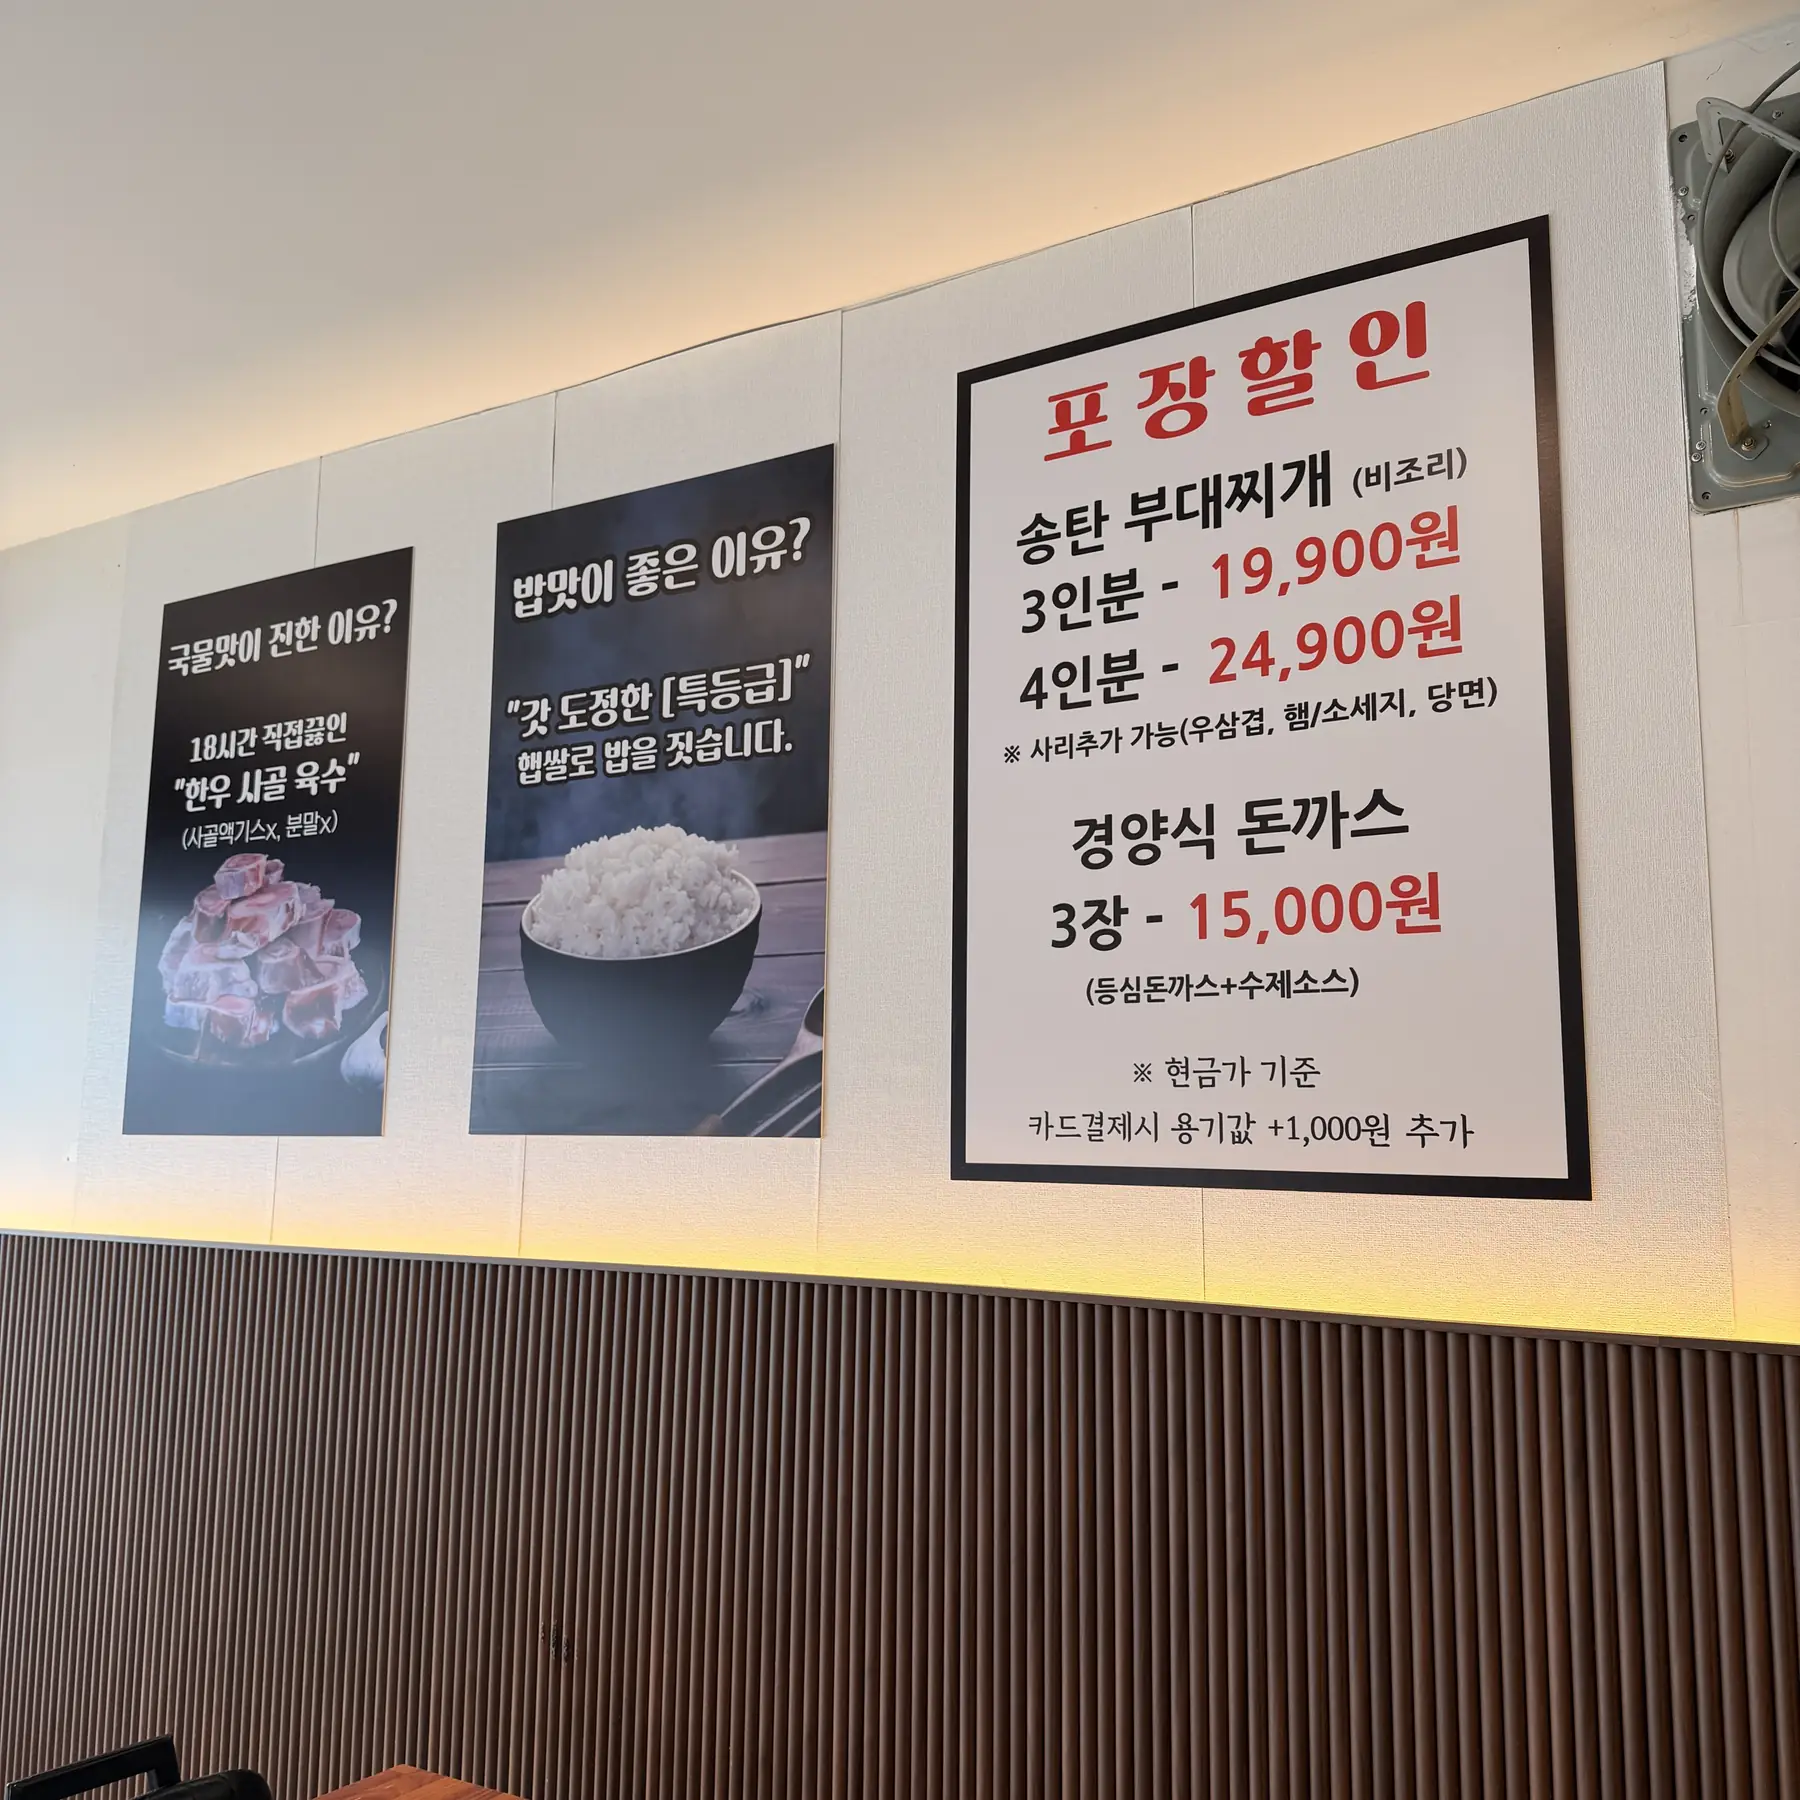 국물맛이 진한 이유?
18시간 직접끓인
"한우 사골 육수"
(사골액기스x, 분말x)
밥맛이 좋은 이유?
"갓 도정한 [특등급]"
햅쌀로 밥을 짓습니다.
포장할인
송탄 부대찌개 (비조리)
3인분 - 19,900원
4인분 - 24,900원
※ 사리추가 가능(우삼겹, 햄/소세지, 당면)
경양식 돈까스
3장 - 15,000원
(등심돈까스+수제소스)
※ 현금가 기준
카드결제시 용기값 +1,000원 추가